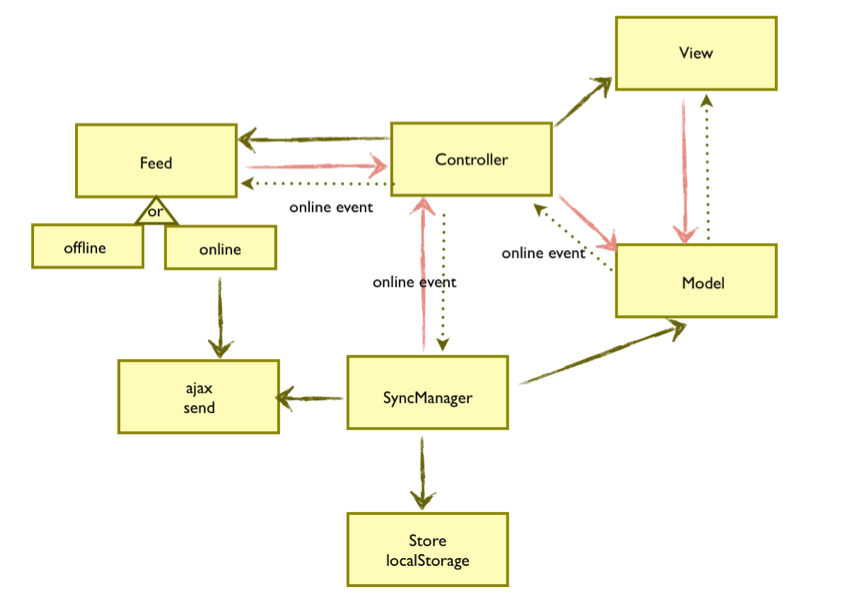 View
Feed
Controller
or
online event
offline
online
online event
online event
Model
ajax
send
SyncManager
Store
localStorage